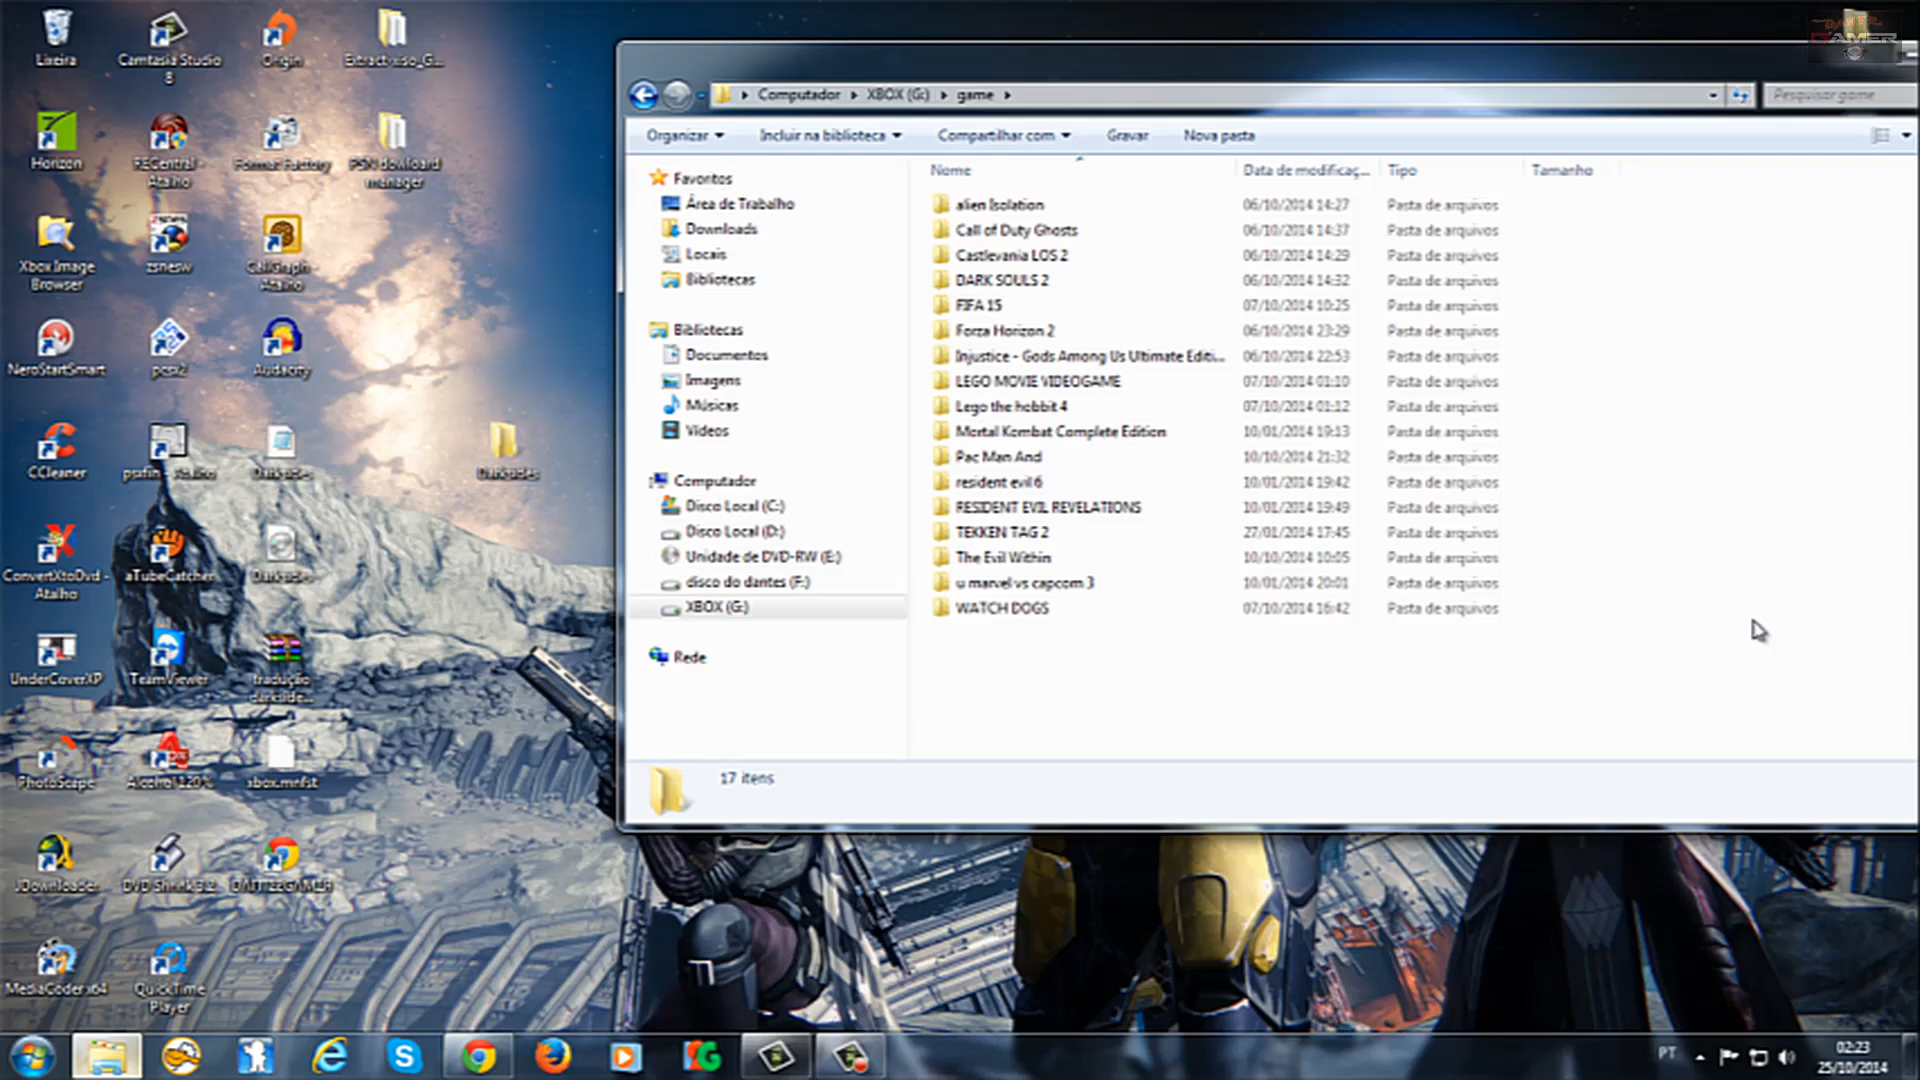 Lixeira
Camtasia Studio
8
Origin
Extract-xiso_G...
Horizon
RECentral -
Atalho
Format Factory
PSN dowload
manager
Xbox Image
Browser
zsnesw
CallGraph
Atalho
NeroStartSmart
pcsx2
Audacity
CCleaner
psxfin - Atalho
Darksides
Darksides
ConvertXtoDvd -
Atalho
aTubeCatcher
Darksides
UnderCoverXP
TeamViewer
tradução
darkside...
PhotoScape
Alcohol 120%
xbox.mnfst
JDownloader
DVD Shrink 3.2
MediaCoder x64
QuickTime
Player
GAMER
Computador
XBOX (G:)
game
Pesquisar game
Organizar
Incluir na biblioteca
Compartilhar com
Gravar
Nova pasta
Favoritos
Área de Trabalho
Downloads
Locais
Bibliotecas
Bibliotecas
Documentos
Imagens
Músicas
Vídeos
Computador
Disco Local (C:)
Disco Local (D:)
Unidade de DVD-RW (E:)
disco do dantes (F:)
XBOX (G:)
Rede
Nome Data de modificaç... Tipo Tamanho
alien Isolation 06/10/2014 14:27 Pasta de arquivos
Call of Duty Ghosts 06/10/2014 14:37 Pasta de arquivos
Castlevania LOS 2 06/10/2014 14:29 Pasta de arquivos
DARK SOULS 2 06/10/2014 14:32 Pasta de arquivos
FIFA 15 07/10/2014 10:25 Pasta de arquivos
Forza Horizon 2 06/10/2014 23:29 Pasta de arquivos
Injustice - Gods Among Us Ultimate Editi... 06/10/2014 22:53 Pasta de arquivos
LEGO MOVIE VIDEOGAME 07/10/2014 01:10 Pasta de arquivos
Lego the hobbit 4 07/10/2014 01:12 Pasta de arquivos
Mortal Kombat Complete Edition 10/01/2014 19:13 Pasta de arquivos
Pac Man And 10/10/2014 21:32 Pasta de arquivos
resident evil 6 10/01/2014 19:42 Pasta de arquivos
RESIDENT EVIL REVELATIONS 10/01/2014 19:49 Pasta de arquivos
TEKKEN TAG 2 27/01/2014 17:45 Pasta de arquivos
The Evil Within 10/10/2014 10:05 Pasta de arquivos
u marvel vs capcom 3 10/01/2014 20:01 Pasta de arquivos
WATCH DOGS 07/10/2014 16:42 Pasta de arquivos
17 itens
PT
02:23
25/10/2014